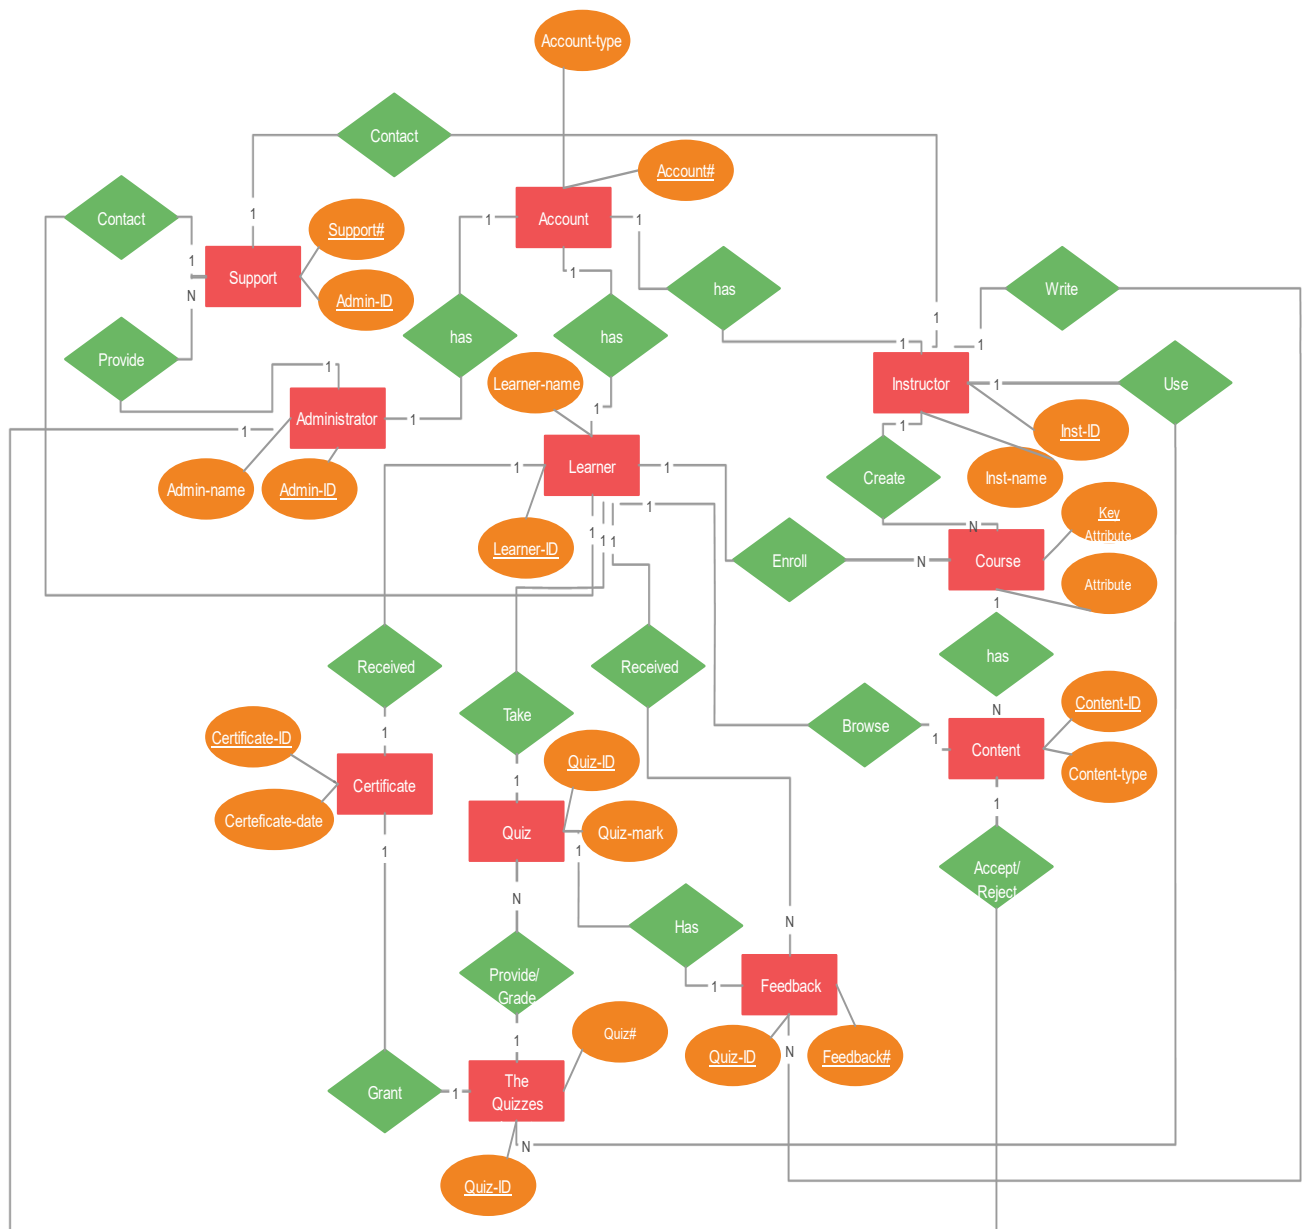 Account-type
Contact
Account#
1
Contact
Support#
1
1
Account
1
Support
1
1
Admin-ID
N
has
Write
has
has
1
1
Provide
1
1
Learner-name
Instructor
1
Use
Administrator
1
1
1
1
Inst-ID
Learner
1
1
Create
Inst-name
Admin-name
Admin-ID
1
Key
Attribute
N
Learner-ID
1
1
1
Enroll
N
Course
Attribute
1
Received
Received
has
Content-ID
Take
N
Browse
Certificate-ID
1
1
Content
Quiz-ID
Content-type
Certificate
1
1
Certeficate-date
Quiz
Quiz-mark
1
1
Accept/
Reject
N
N
Has
Provide/
Grade
1
Feedback
Quiz#
1
Quiz-ID
N
Feedback#
The
Quizzes
Grant
1
N
Quiz-ID